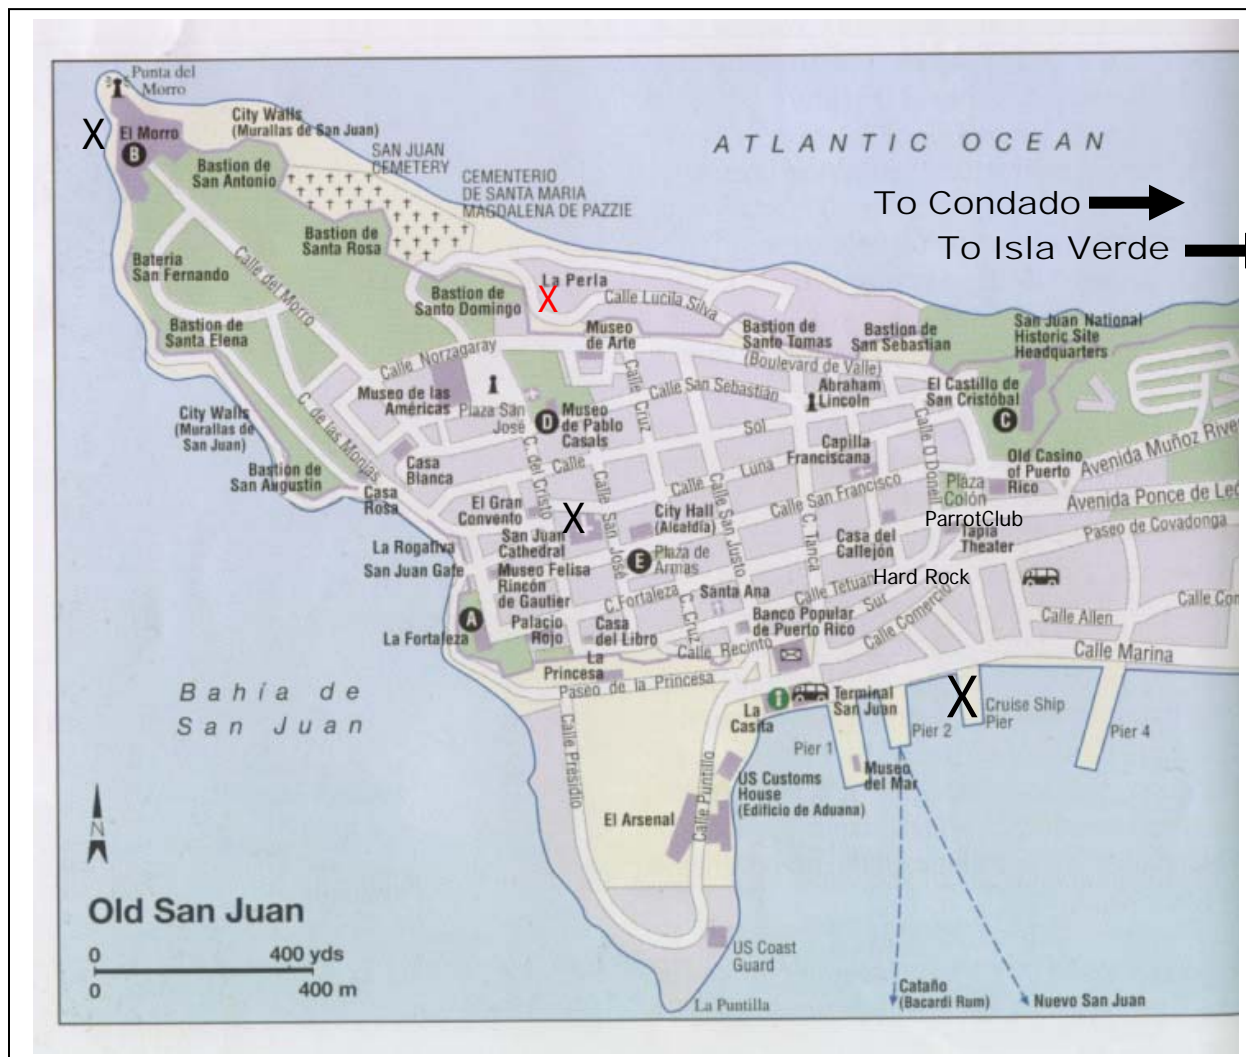 Punta del
Morro
X
El Morro
B
City Walls
(Murallas de San Juan)
SAN JUAN
CEMETERY
CEMENTERIO
DE SANTA MARIA
MAGDALENA DE PAZZIE
ATLANTIC OCEAN
To Condado
To Isla Verde
Bastion de
San Antonio
Bastion de
Santa Rosa
Bateria
San Fernando
Calle del Morro
Bastion de
Santa Elena
Bastion de
Santo Domingo
La Perla
X
Calle Lucila Silva
Museo
de Arte
Bastion de
Santo Tomas
Bastion de
San Sebastian
San Juan National
Historic Site
Headquarters
Calle Norzagaray
(Boulevard de Valle)
Museo de las
Américas
Plaza San
José
D
Museo
de Pablo
Casals
Calle Cruz
Calle San Sebastián
Abraham
Lincoln
El Castillo de
San Cristóbal
C
City Walls
(Murallas de
San Juan)
C. de las Monjas
Bastion de
San Augustin
Casa
Blanca
Casa
Rosa
C. del Cristo
Calle
Sol
Calle Luna
Capilla
Franciscana
Calle O Donell
Old Casino
of Puerto
Rico
Avenida Muñoz River
Plaza
Colón
Avenida Ponce de Leó
El Gran
Convento
X
San Juan
Cathedral
Calle San José
City Hall
(Alcaldía)
Calle San Justo
Calle San Francisco
C. Tanca
Casa del
Callejón
ParrotClub
Tapia
Theater
Paseo de Covadonga
La Rogativa
San Juan Gate
Museo Felisa
Rincón
de Gautier
E
Plaza de
Armas
Hard Rock
A
La Fortaleza
Palacio
Rojo
C. Fortaleza
Casa
del Libro
C. Cruz
Santa Ana
Calle Tetuan
Sur
Banco Popular
de Puerto Rico
Calle Recinto
Calle Comercio
Calle Allen
Calle Com
Calle Marina
La
Princesa
Paseo de la Princesa
Bahía de
San Juan
i
La
Casita
Terminal
San Juan
X
Cruise Ship
Pier
Pier 1
Pier 2
Pier 4
Museo
del Mar
Calle Presidio
Calle Puntillo
US Customs
House
(Edificio de Aduana)
El Arsenal
N
Old San Juan
0 400 yds
0 400 m
US Coast
Guard
La Puntilla
Cataño
(Bacardi Rum)
Nuevo San Juan